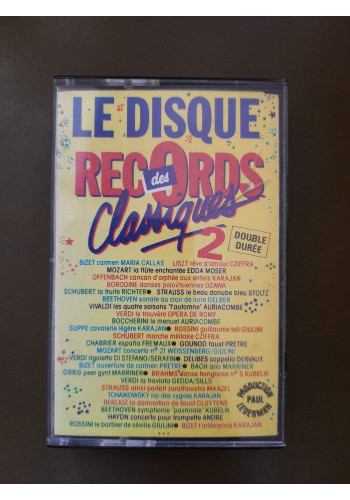 LE DISQUE
des
RECORDS
Classiques
2
DOUBLE
DURÉE
BIZET carmen MARIA CALLAS LISZT rêve d'amour CZIFFRA
MOZART la flûte enchantée EDDA MOSER
OFFENBACH cancan d'orphée aux enfers KARAJAN
BORODINE danses polovtsiennes OZAWA
SCHUBERT la truite RICHTER STRAUSS le beau danube bleu STOLTZ
BEETHOVEN sonate au clair de lune GELBER
VIVALDI les quatre saisons "l'automne" AURIACOMBE
VERDI le trouvère OPERA DE ROME
BOCCHERINI le menuet AURIACOMBE
SUPPE cavalerie légère KARAJAN ROSSINI guillaume tell GIULINI
SCHUBERT marche militaire CZIFFRA
CHABRIER españa FREMAUX GOUNOD faust PRETRE
MOZART concerto n° 21 WEISSENBERG/GIULINI
VERDI rigoletto DI STEFANO/SERAFIN DELIBES coppélia DERVAUX
BIZET ouverture de carmen PRETRE BACH aria MARRINER
GRIEG peer gynt MARRINER BRAHMS danse hongroise n° 5 KUBELIK
VERDI la traviata GEDDA/SILLS
STRAUSS ainsi parlait zarathoustra MAAZEL
TCHAIKOWSKY lac des cygnes KARAJAN
BERLIOZ la damnation de faust CLUYTENS
BEETHOVEN symphonie "pastorale" KUBELIK
HAYDN concerto pour trompette ANDRE
ROSSINI le barbier de séville GIULINI BIZET l'arlésienne KARAJAN
PRODUCTION
PAUL
LEDERMAN